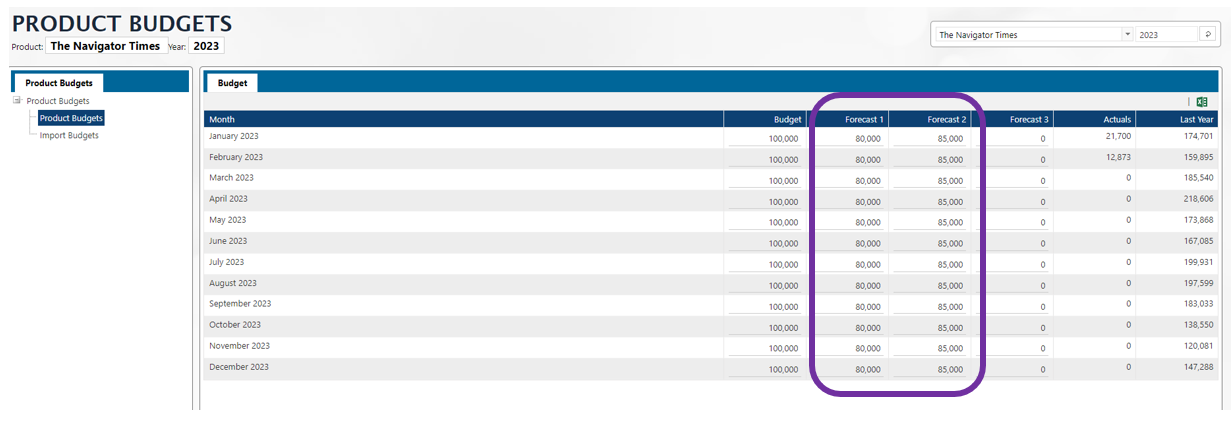 PRODUCT BUDGETS
Product: The Navigator Times Year: 2023
The Navigator Times 2023
Product Budgets
Product Budgets
Product Budgets
Import Budgets
Budget
Month Budget Forecast 1 Forecast 2 Forecast 3 Actuals Last Year
January 2023 100,000 80,000 85,000 0 21,700 174,701
February 2023 100,000 80,000 85,000 0 12,873 159,895
March 2023 100,000 80,000 85,000 0 0 185,540
April 2023 100,000 80,000 85,000 0 0 218,606
May 2023 100,000 80,000 85,000 0 0 173,868
June 2023 100,000 80,000 85,000 0 0 167,085
July 2023 100,000 80,000 85,000 0 0 199,931
August 2023 100,000 80,000 85,000 0 0 197,599
September 2023 100,000 80,000 85,000 0 0 183,033
October 2023 100,000 80,000 85,000 0 0 138,550
November 2023 100,000 80,000 85,000 0 0 120,081
December 2023 100,000 80,000 85,000 0 0 147,288